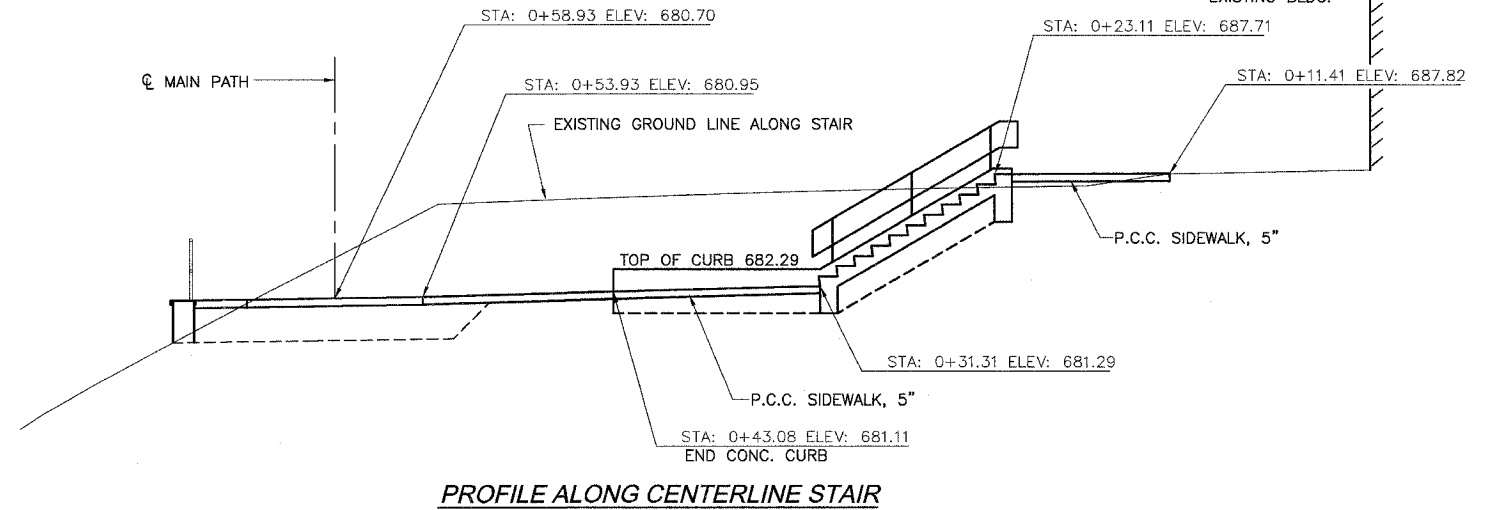 STA: 0+58.93 ELEV: 680.70
EXISTING BLDG.
STA: 0+23.11 ELEV: 687.71
℄ MAIN PATH
STA: 0+53.93 ELEV: 680.95
STA: 0+11.41 ELEV: 687.82
EXISTING GROUND LINE ALONG STAIR
P.C.C. SIDEWALK, 5"
TOP OF CURB 682.29
STA: 0+31.31 ELEV: 681.29
P.C.C. SIDEWALK, 5"
STA: 0+43.08 ELEV: 681.11
END CONC. CURB
PROFILE ALONG CENTERLINE STAIR